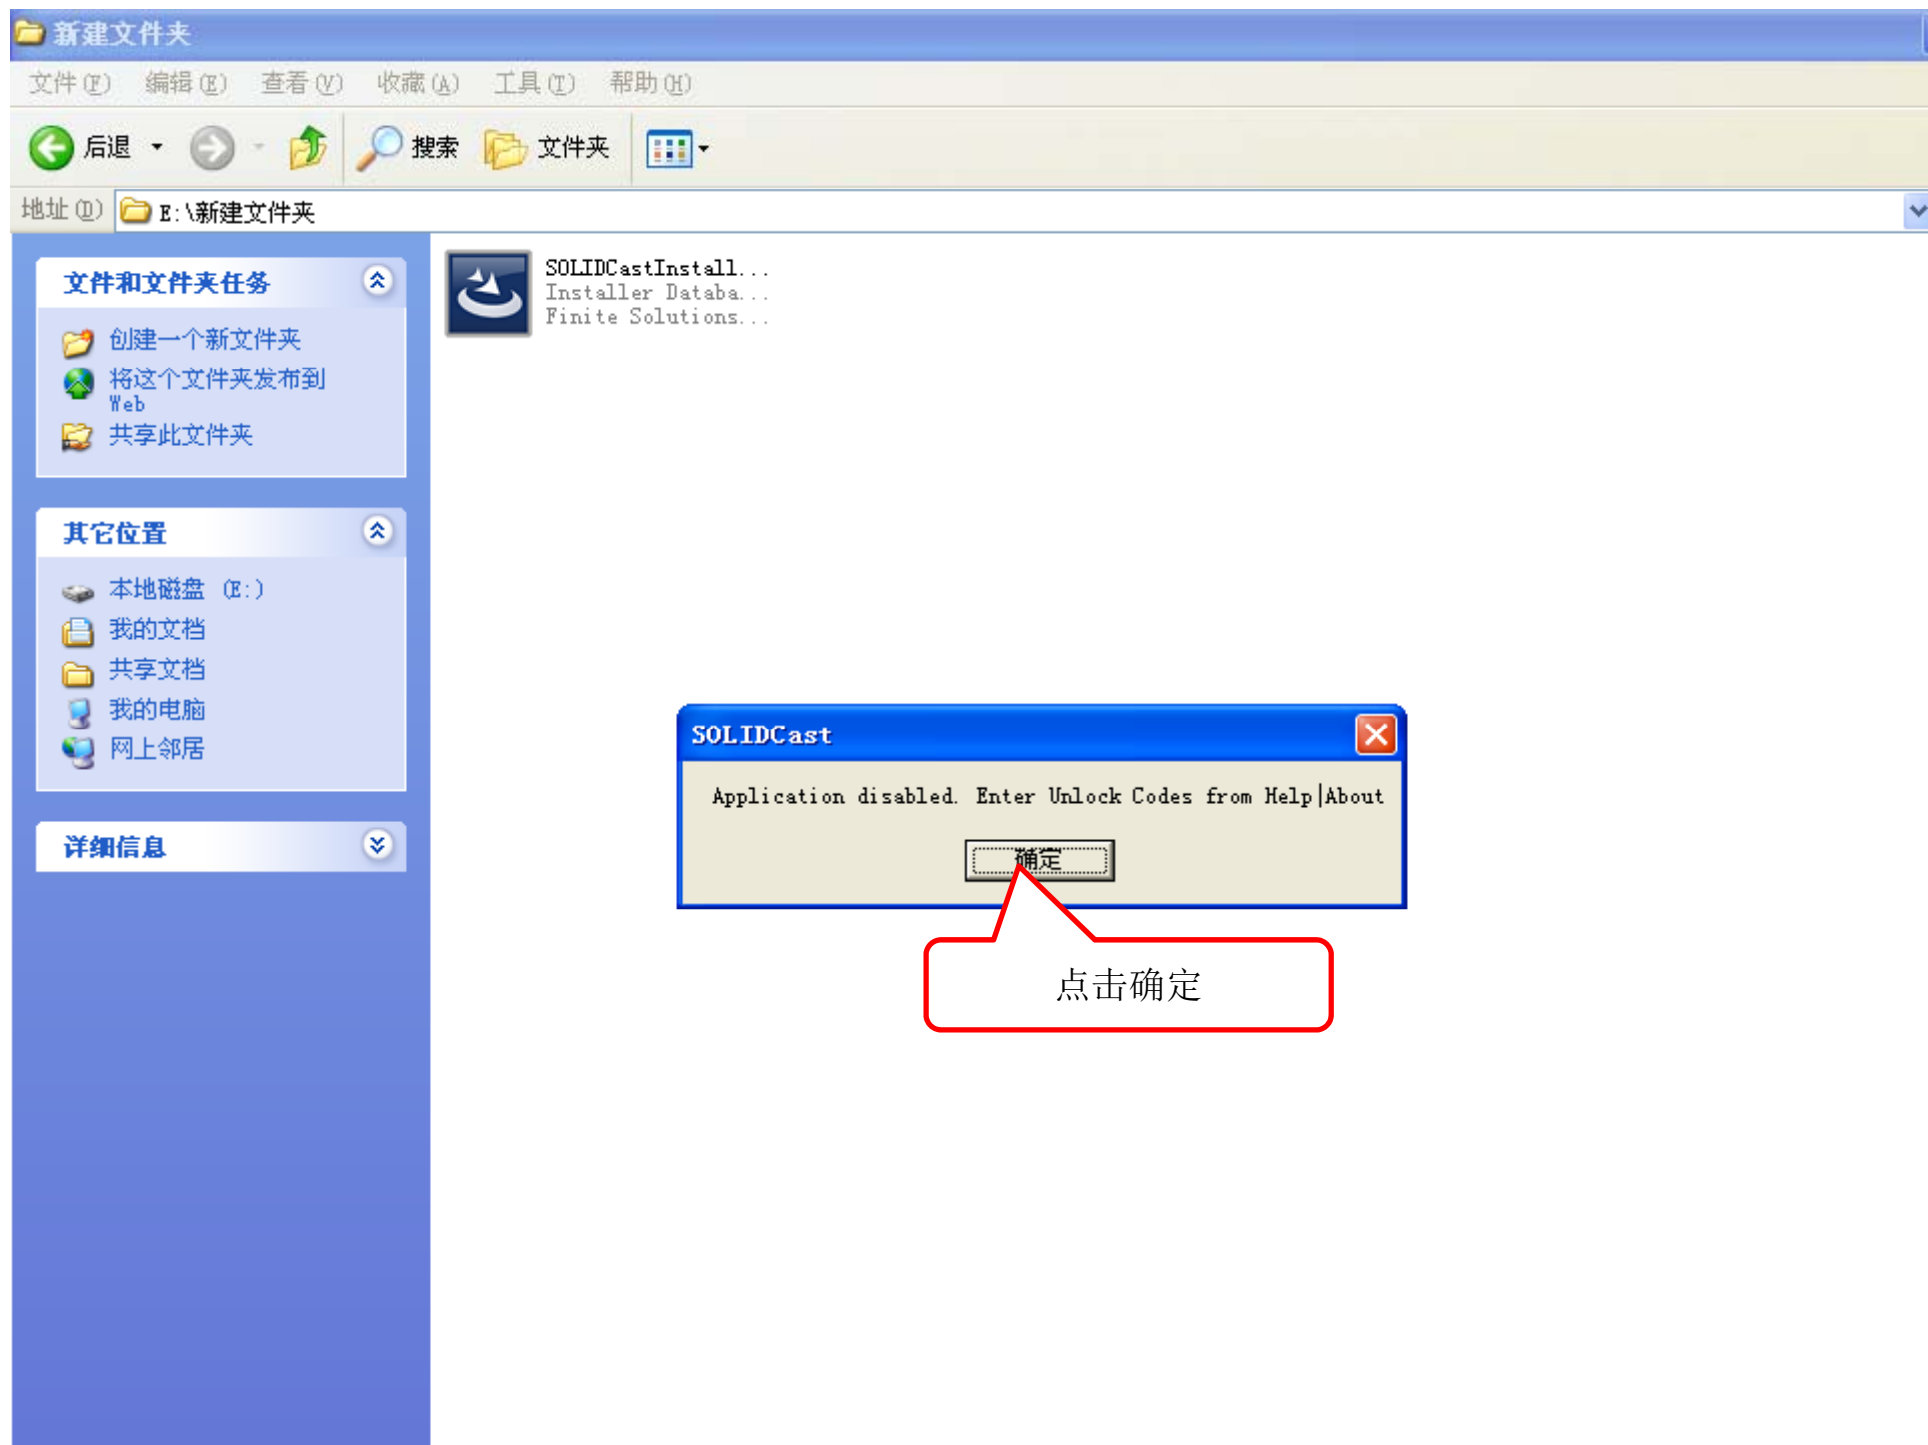 新建文件夹
文件(F) 编辑(E) 查看(V) 收藏(A) 工具(T) 帮助(H)
后退 搜索 文件夹
地址(D) E:\新建文件夹
文件和文件夹任务
创建一个新文件夹
将这个文件夹发布到
Web
共享此文件夹
其它位置
本地磁盘 (E:)
我的文档
共享文档
我的电脑
网上邻居
详细信息
SOLIDCastInstall...
Installer Databa...
Finite Solutions...
SOLIDCast
Application disabled. Enter Unlock Codes from Help|About
确定
点击确定